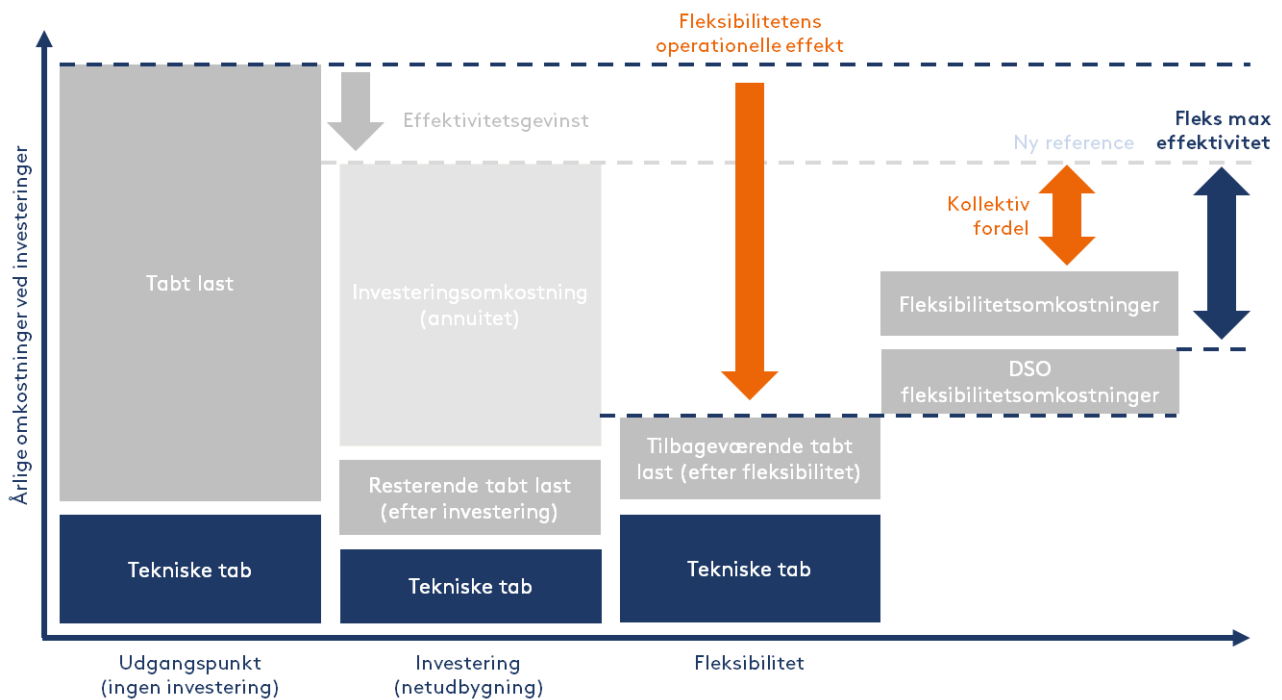 Fleksibilitetens
operationelle effekt
Effektivitetsgevinst
Fleks max
effektivitet
Ny reference
Kollektiv
fordel
Årlige omkostninger ved investeringer
Tabt last
Investeringsomkostning
(annuitet)
Fleksibilitetsomkostninger
DSO
fleksibilitetsomkostninger
Resterende tabt last
(efter investering)
Tilbageværende tabt
last (efter fleksibilitet)
Tekniske tab
Tekniske tab
Tekniske tab
Udgangspunkt
(ingen investering)
Investering
(netudbygning)
Fleksibilitet